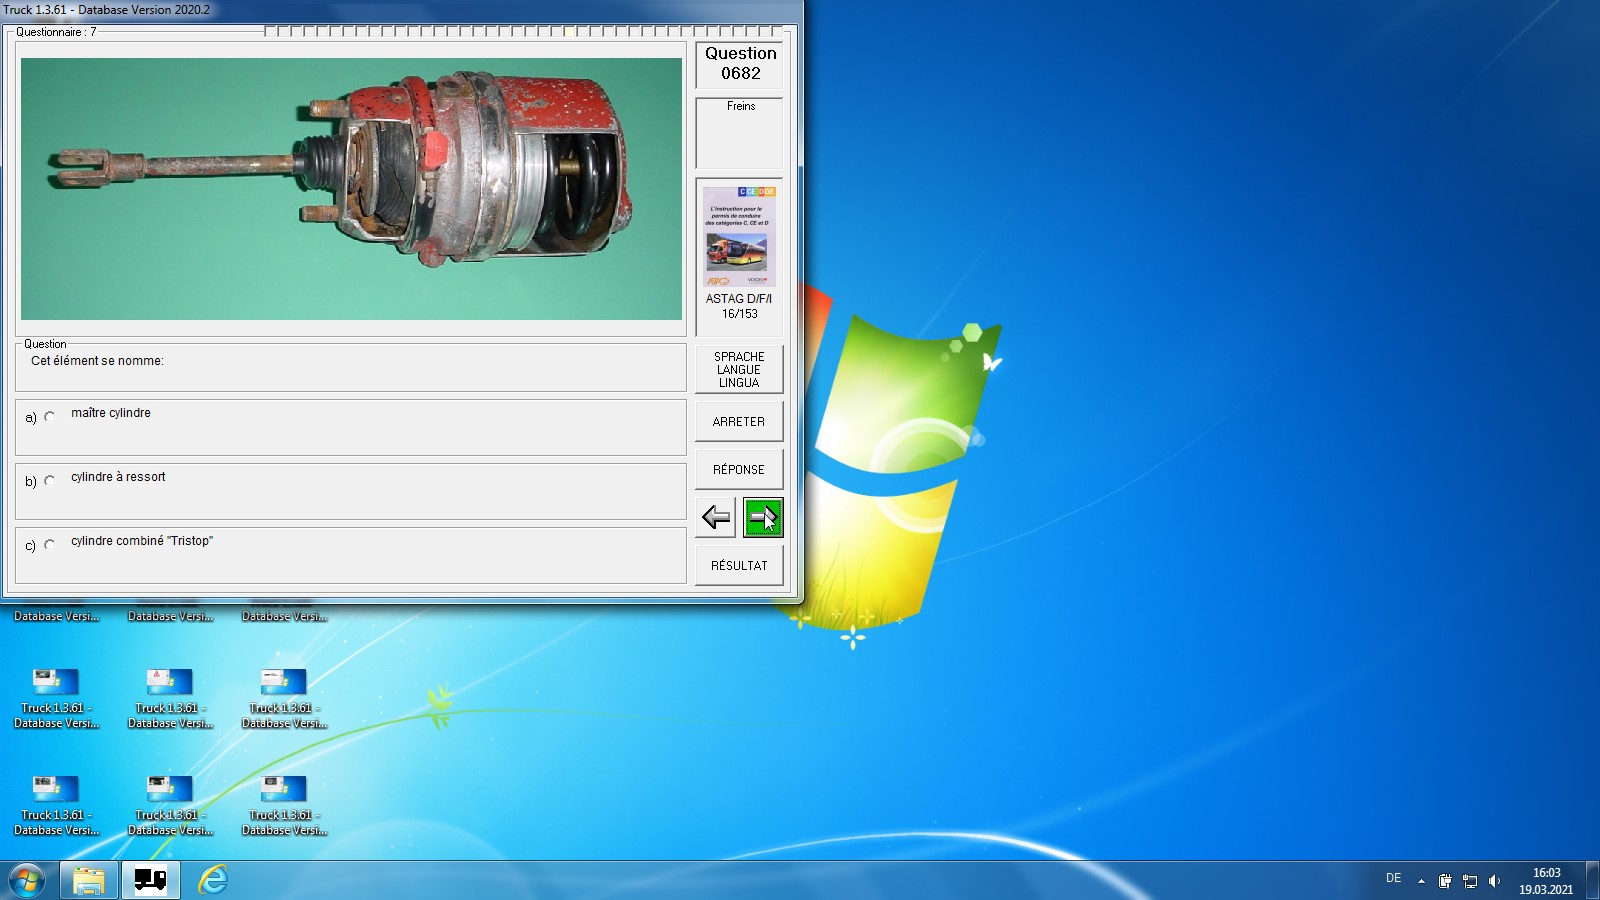 Truck 1.3.61 - Database Version 2020.2
Questionnaire : 7
Question
0682
Freins
C CE D DE
L'instruction pour le
permis de conduire
des catégories C, CE et D
ASTAG D/F/I
16/153
Question
Cet élément se nomme:
a) maître cylindre
b) cylindre à ressort
c) cylindre combiné "Tristop"
SPRACHE
LANGUE
LINGUA
ARRETER
RÉPONSE
RÉSULTAT
Database Versi...
Database Versi...
Database Versi...
Truck 1.3.61 -
Database Versi...
Truck 1.3.61 -
Database Versi...
Truck 1.3.61 -
Database Versi...
Truck 1.3.61 -
Database Versi...
Truck 1.3.61 -
Database Versi...
Truck 1.3.61 -
Database Versi...
DE
16:03
19.03.2021